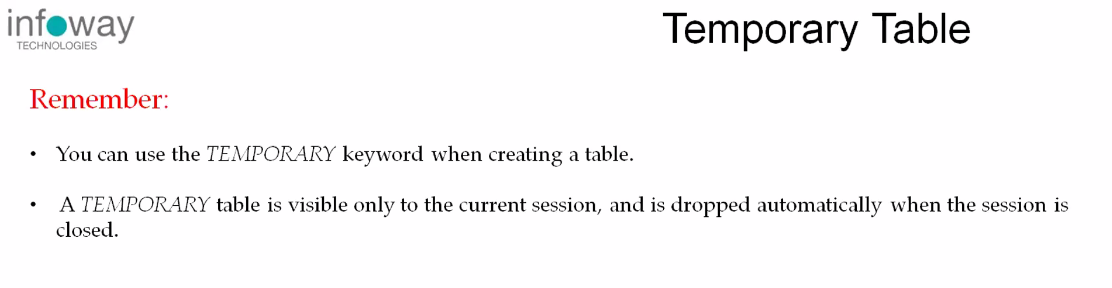 infoway
TECHNOLOGIES
Temporary Table
Remember:
• You can use the TEMPORARY keyword when creating a table.
• A TEMPORARY table is visible only to the current session, and is dropped automatically when the session is
closed.